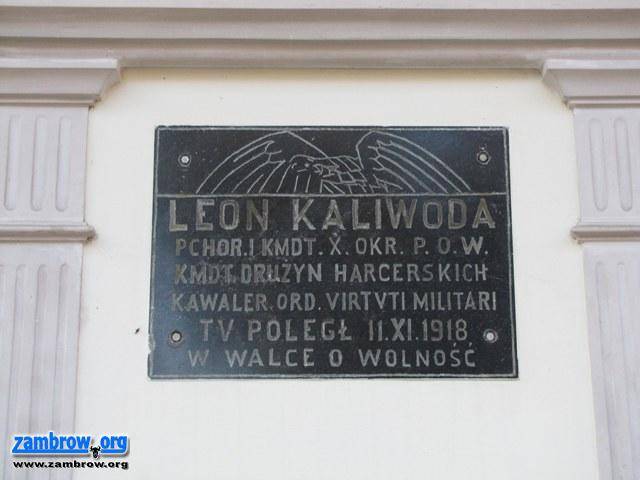 LEON KALIWODA
PCHOR. I KMDT. X. OKR. P. O. W.
KMDT. DRUŻYN HARCERSKICH
KAWALER. ORD. VIRTVTI MILITARI
TV POLEGŁ 11.XI.1918
W WALCE O WOLNOŚĆ
zambrow.org
www.zambrow.org